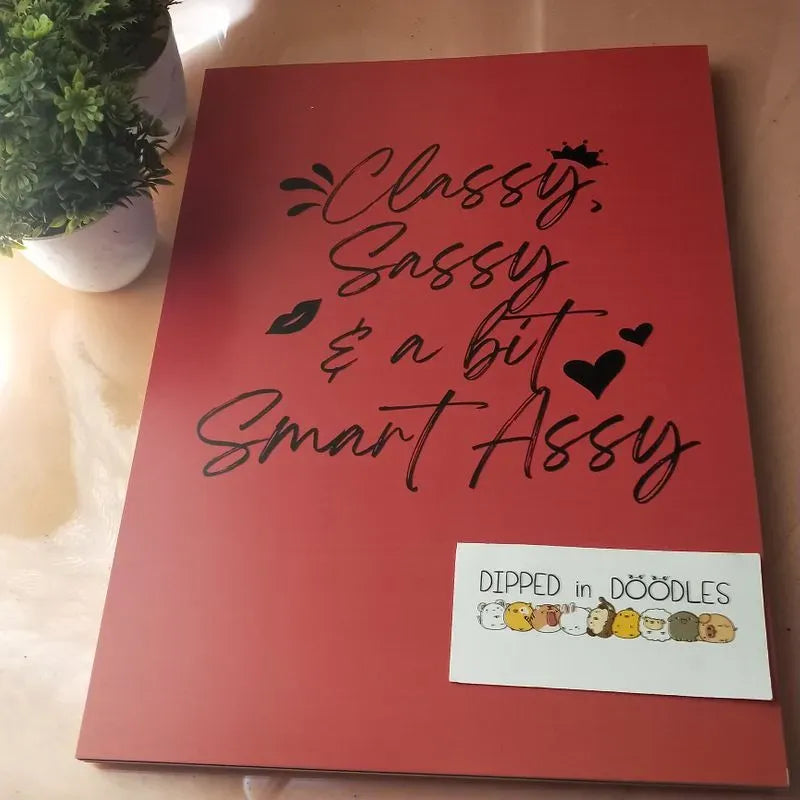 Classy,
Sassy
& a bit
Smart Assy
DIPPED in DOODLES